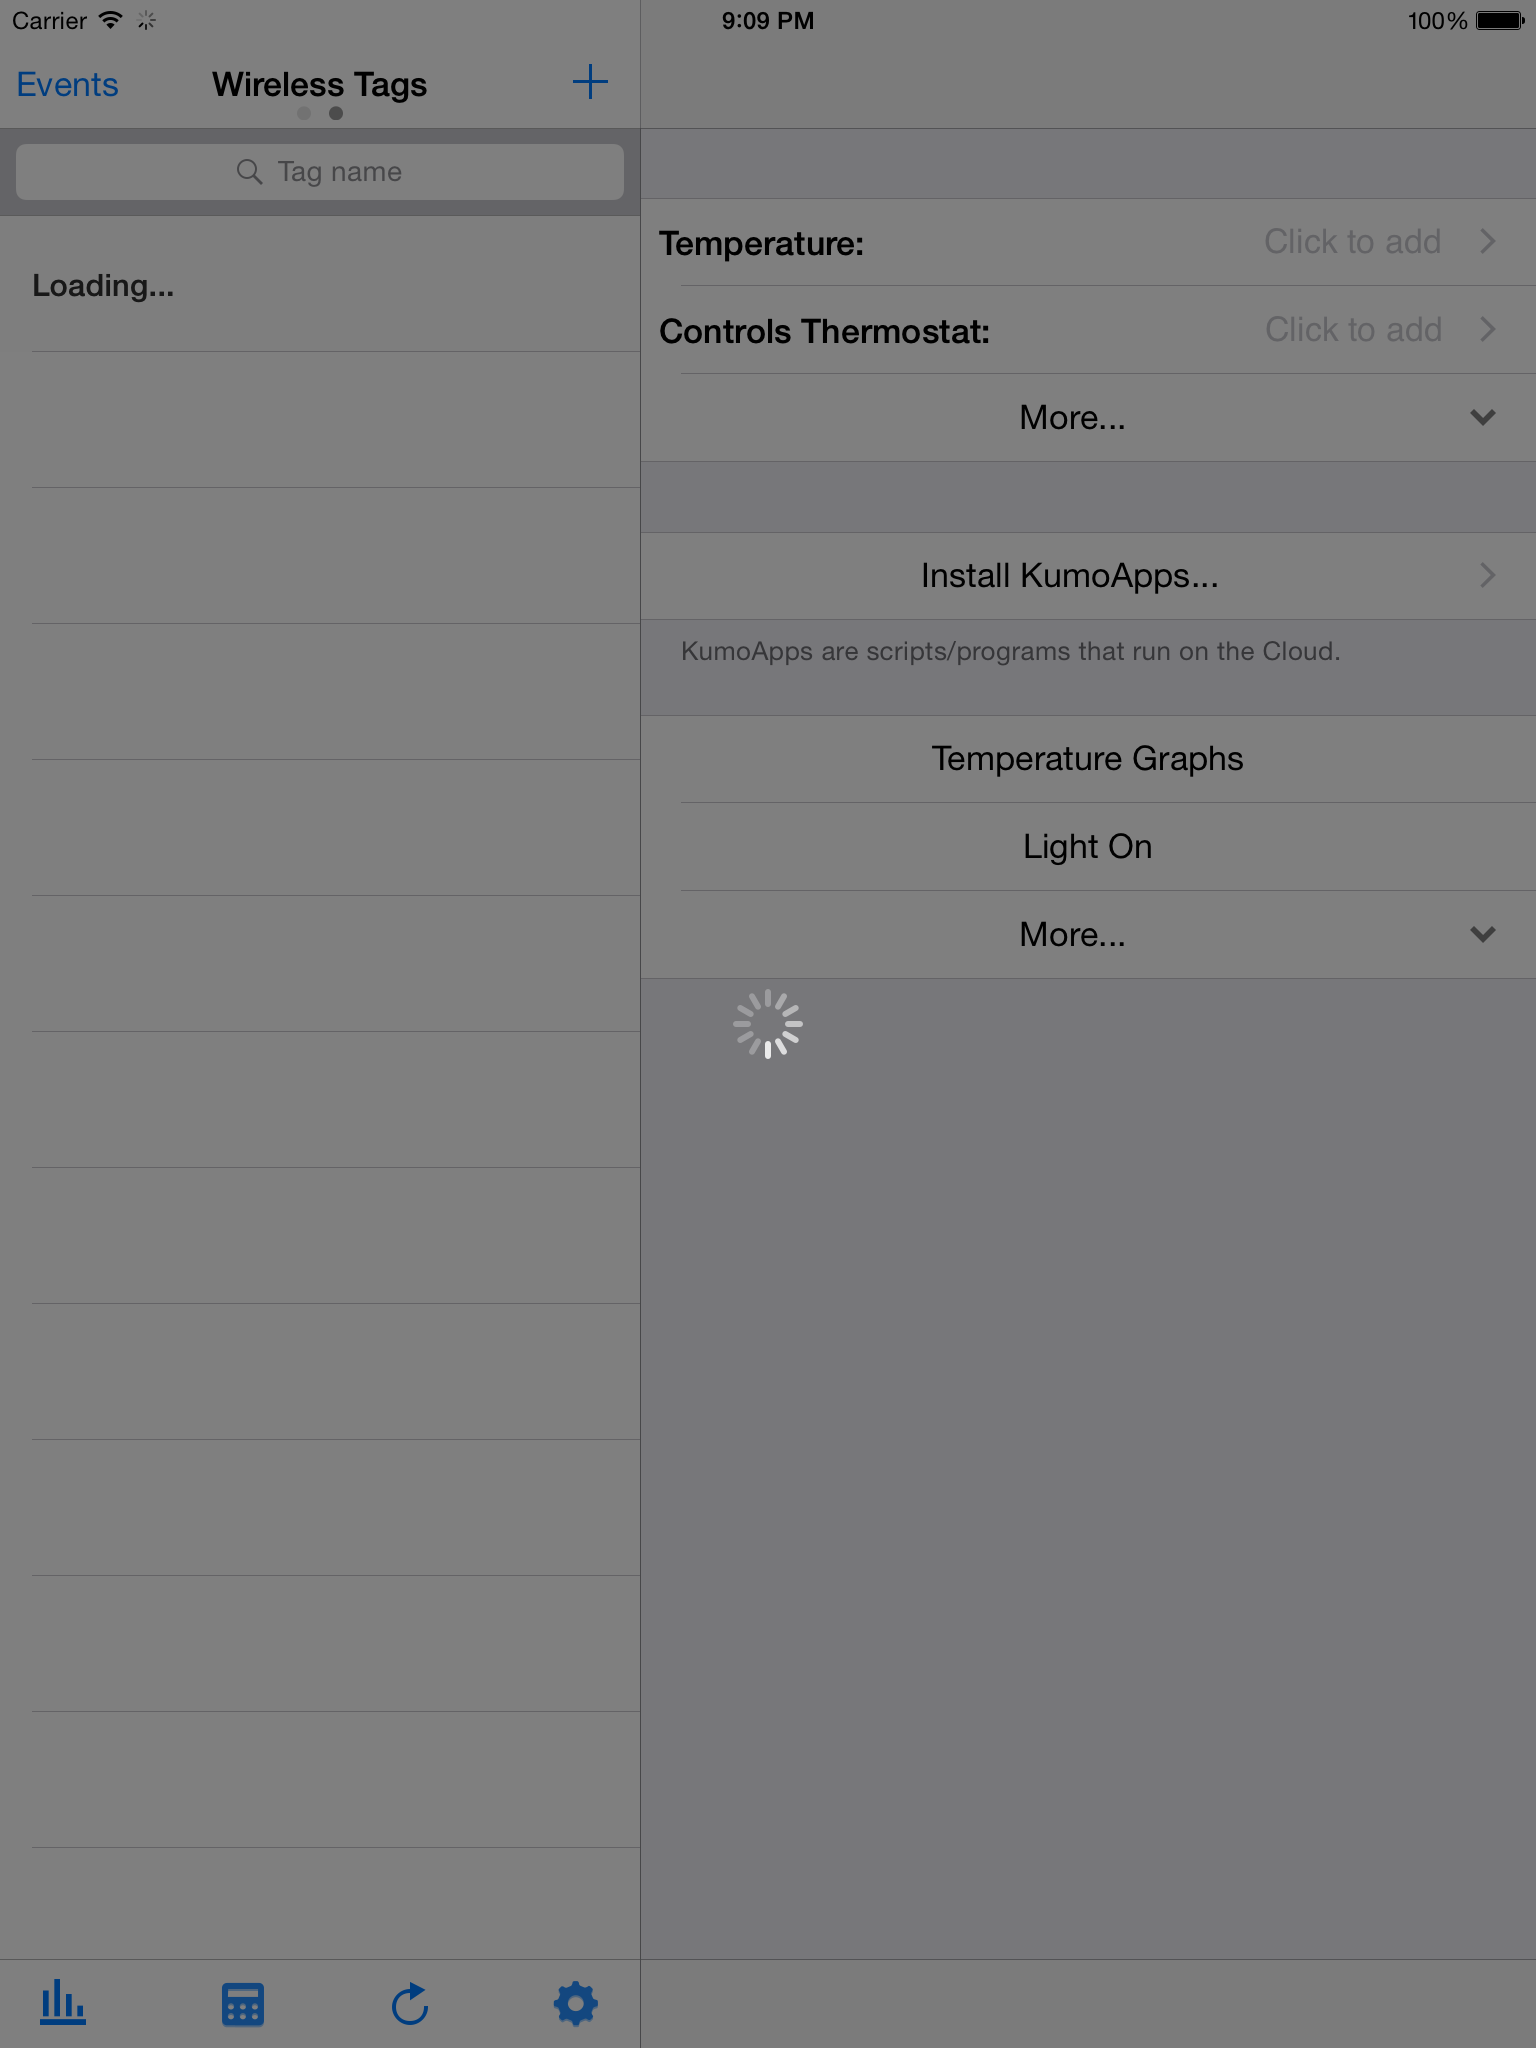 Carrier 9:09 PM 100%
Events Wireless Tags
Tag name
Loading...
Temperature: Click to add
Controls Thermostat: Click to add
More...
Install KumoApps...
KumoApps are scripts/programs that run on the Cloud.
Temperature Graphs
Light On
More...